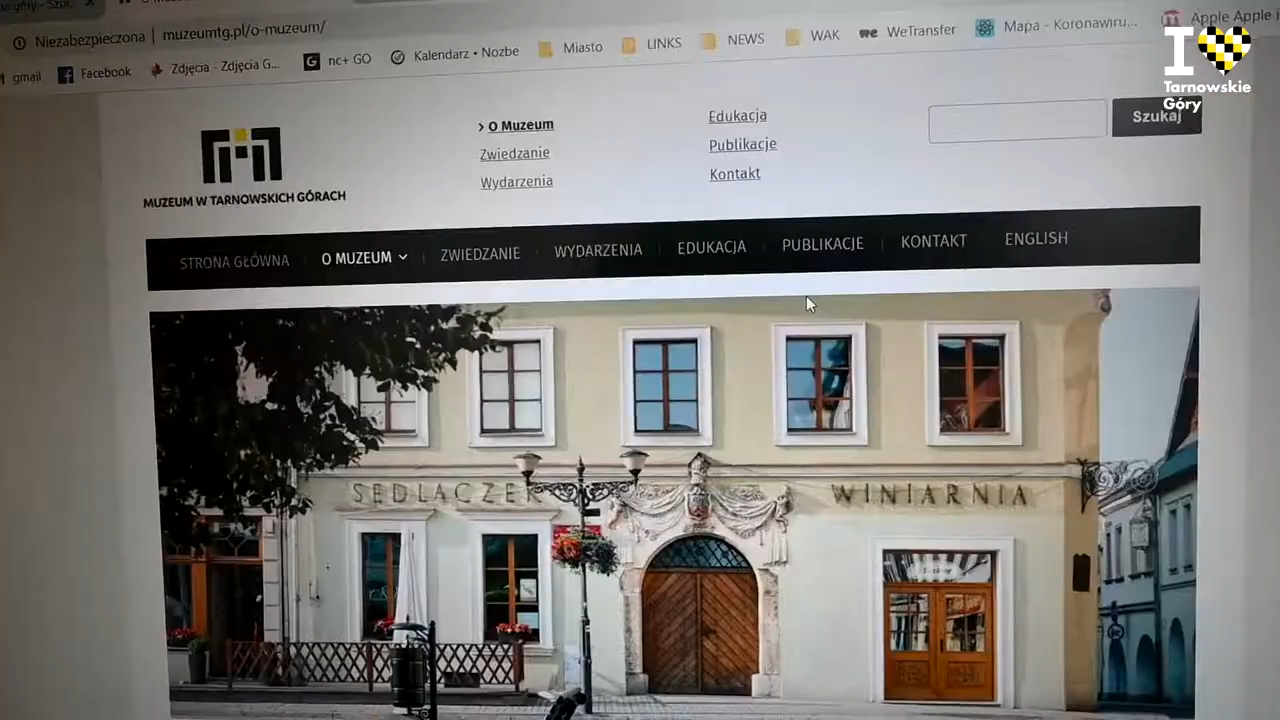 Niezabezpieczona | muzeumtg.pl/o-muzeum/
gmail Facebook Zdjęcia - Zdjęcia G... nc+ GO Kalendarz • Nozbe Miasto LINKS NEWS WAK WeTransfer Mapa - Koronawiru... Apple Apple i
I
Tarnowskie
Góry
MUZEUM W TARNOWSKICH GÓRACH
› O Muzeum
Zwiedzanie
Wydarzenia
Edukacja
Publikacje
Kontakt
Szukaj
STRONA GŁÓWNA O MUZEUM ZWIEDZANIE WYDARZENIA EDUKACJA PUBLIKACJE KONTAKT ENGLISH
SEDLACZEK WINIARNIA